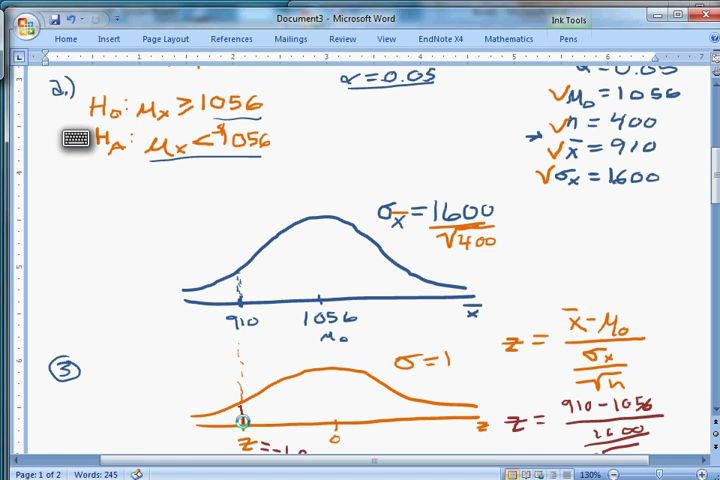 Document3 - Microsoft Word
Ink Tools
Home Insert Page Layout References Mailings Review View EndNote X4 Mathematics Pens
α = 0.05
2.)
H₀: μₓ ≥ 1056
Hₐ: μₓ < 1056
α = 0.05
√ μ₀ = 1056
√ n = 400
√ x̄ = 910
√ σₓ = 1600
σx̄ = 1600
√400
910 1056 x̄
μ₀
3
σ = 1
z = x̄ - μ₀
σₓ
√n
z = 910 - 1056
1600
0 z
Page: 1 of 2 Words: 245 130%